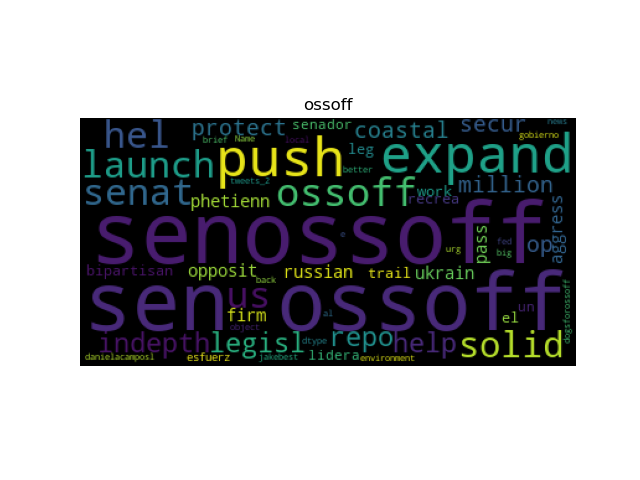 ossoff
hel protect senador coastal secur news
brief Name local gobierno
launch push leg expand
better
senat tweets_2 ossoff work million
phetienn recrea
senossoff
e urg pass fed big op aggress
bipartisan opposit russian trail ukrain
back
sen ossoff
us firm al el un
object
indepth legisl dtype repo help solid
danielacamposl esfuerz jakebest lidera environment
dogsforossoff